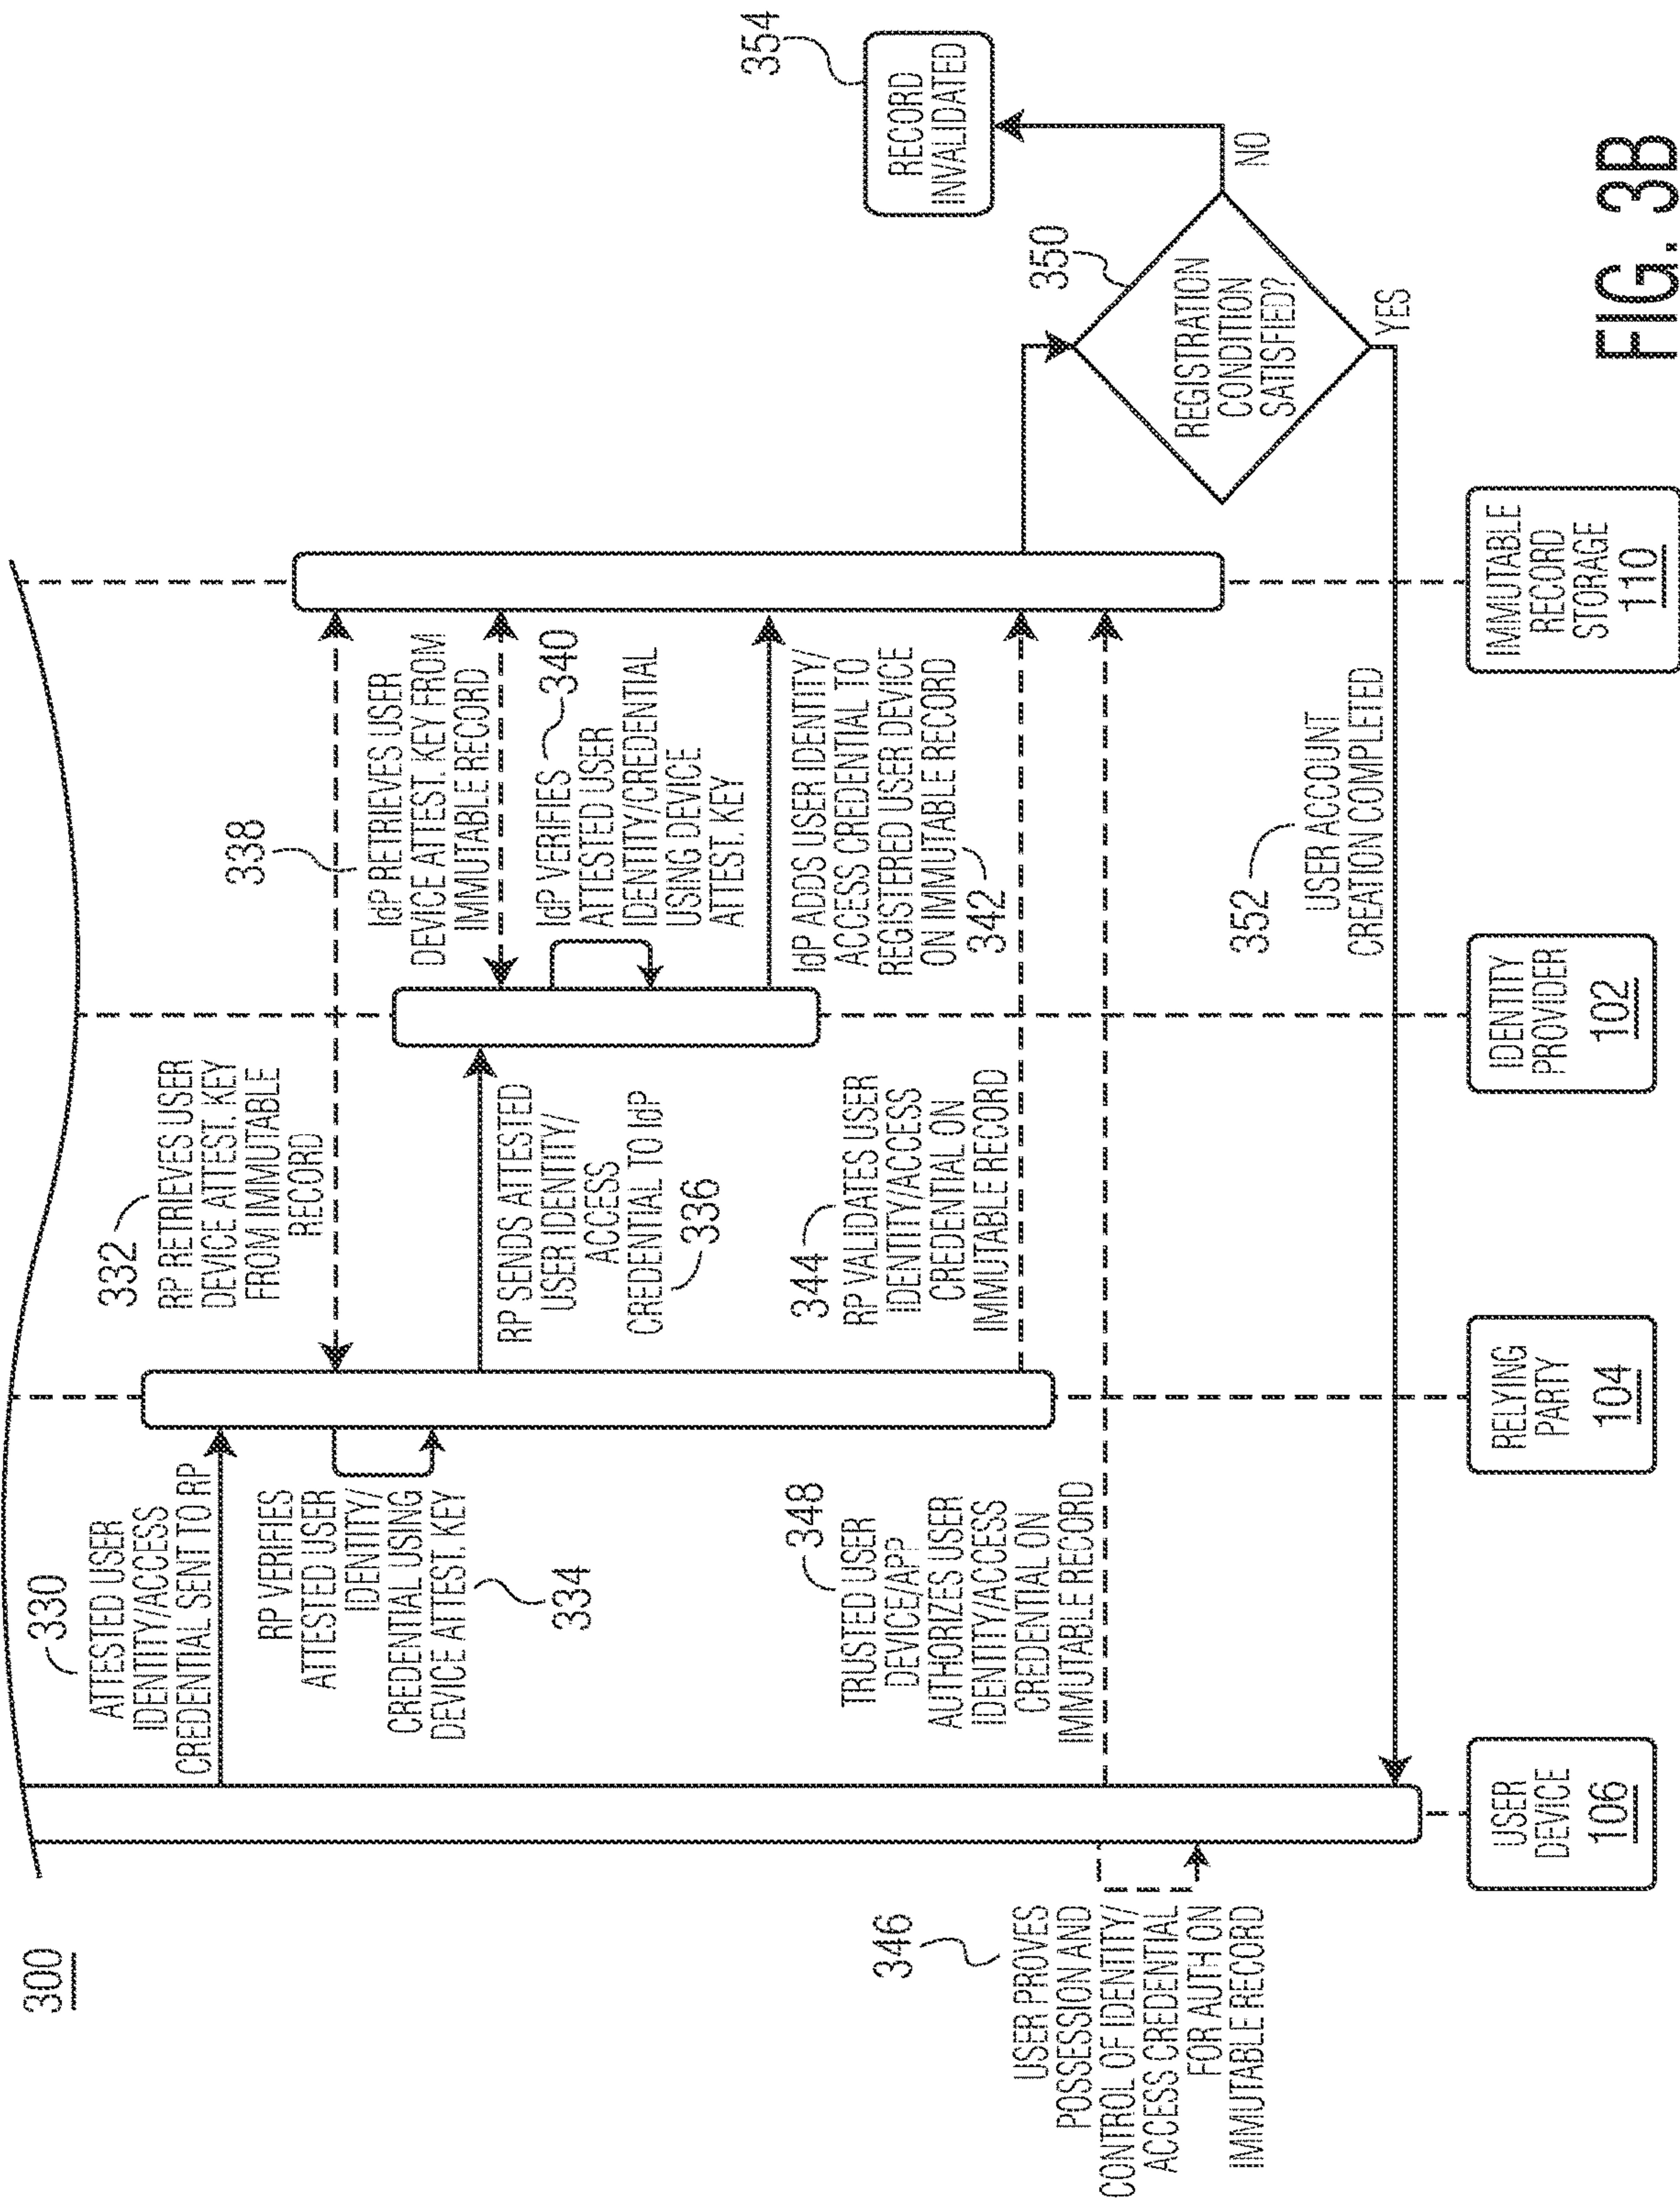 300
330
ATTESTED USER
IDENTITY/ACCESS
CREDENTIAL SENT TO RP
332
RP RETRIEVES USER
DEVICE ATTEST. KEY
FROM IMMUTABLE
RECORD
RP VERIFIES
ATTESTED USER
IDENTITY/
CREDENTIAL USING
DEVICE ATTEST. KEY
334
RP SENDS ATTESTED
USER IDENTITY/
ACCESS
CREDENTIAL TO IdP
336
338
IdP RETRIEVES USER
DEVICE ATTEST. KEY FROM
IMMUTABLE RECORD
IdP VERIFIES
340
ATTESTED USER
IDENTITY/CREDENTIAL
USING DEVICE
ATTEST. KEY
IdP ADDS USER IDENTITY/
ACCESS CREDENTIAL TO
REGISTERED USER DEVICE
ON IMMUTABLE RECORD
342
344
RP VALIDATES USER
IDENTITY/ACCESS
CREDENTIAL ON
IMMUTABLE RECORD
346
USER PROVES
POSSESSION AND
CONTROL OF IDENTITY/
ACCESS CREDENTIAL
FOR AUTH ON
IMMUTABLE RECORD
348
TRUSTED USER
DEVICE/APP
AUTHORIZES USER
IDENTITY/ACCESS
CREDENTIAL ON
IMMUTABLE RECORD
350
REGISTRATION
CONDITION
SATISFIED?
NO
YES
354
RECORD
INVALIDATED
352
USER ACCOUNT
CREATION COMPLETED
USER
DEVICE
106
RELYING
PARTY
104
IDENTITY
PROVIDER
102
IMMUTABLE
RECORD
STORAGE
110
FIG. 3B